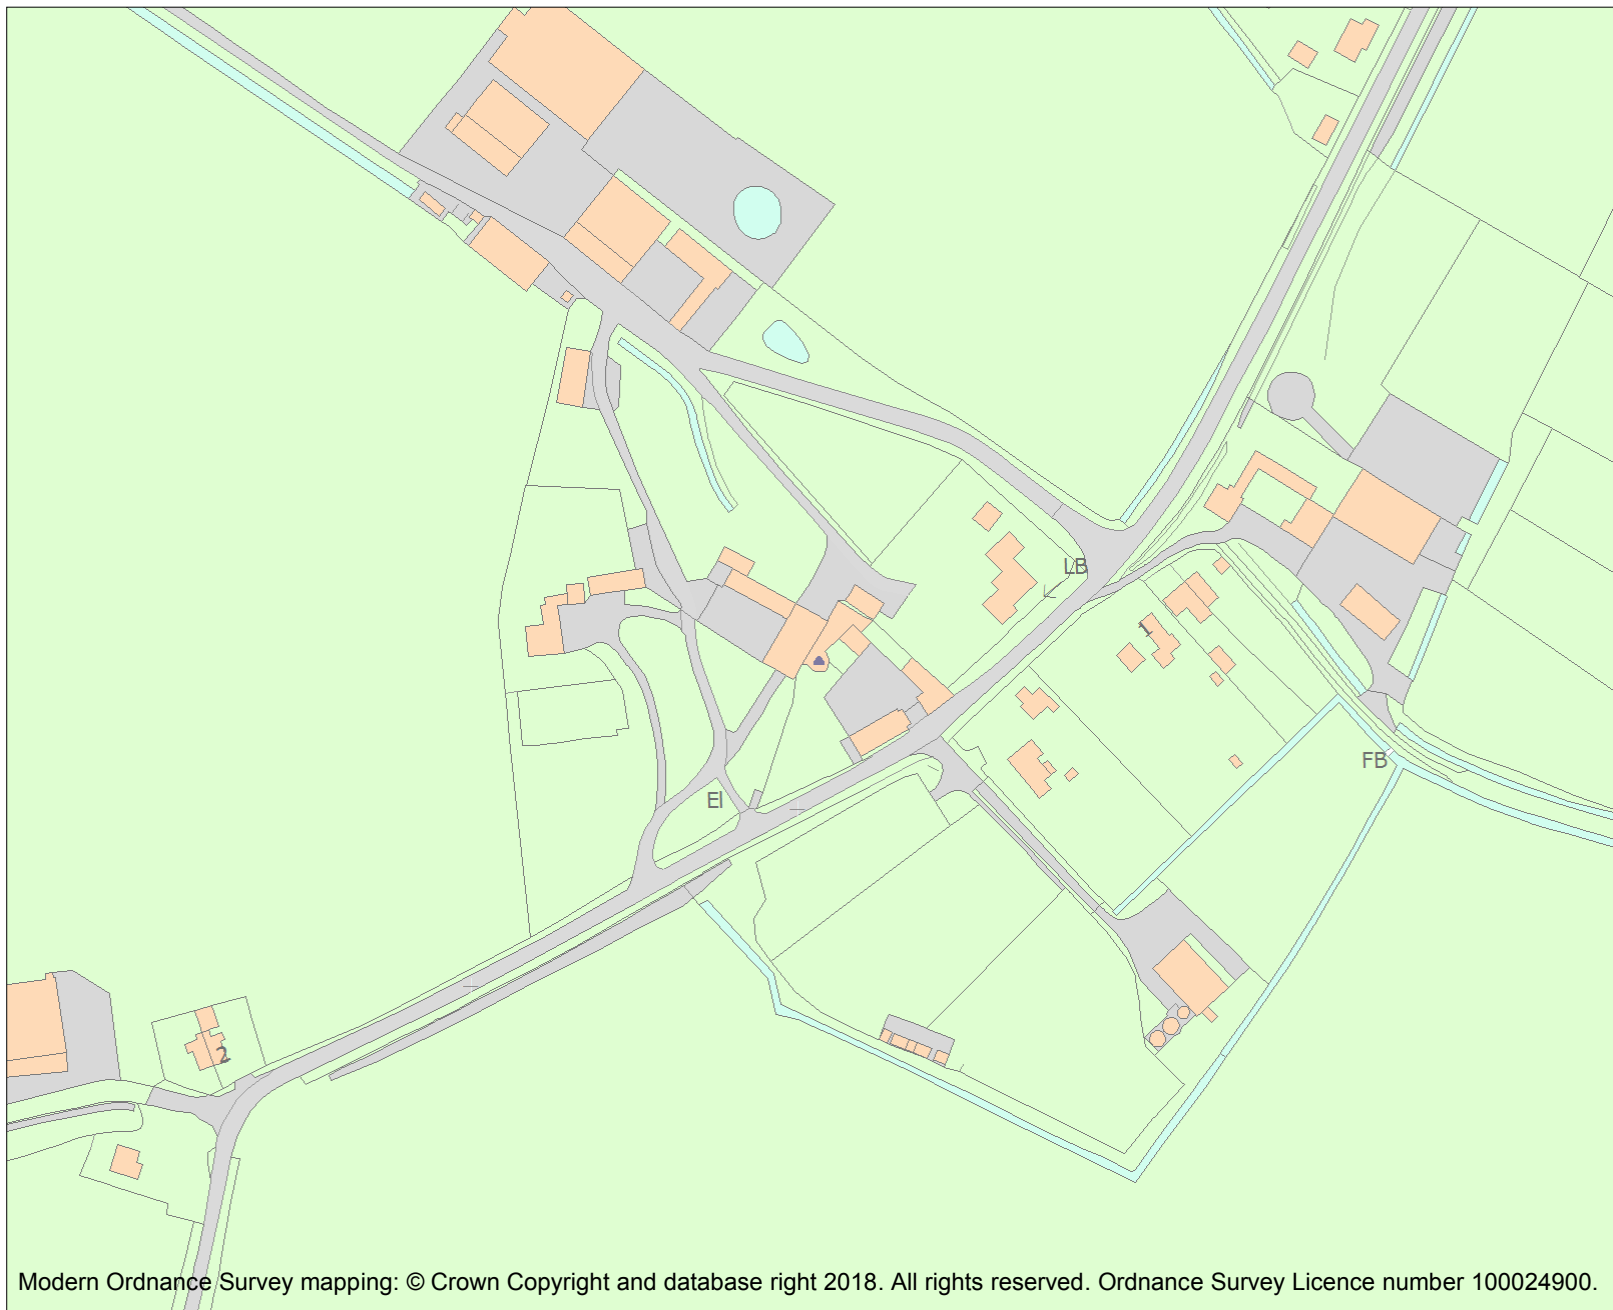 LB
1
FB
El
2
Modern Ordnance Survey mapping: © Crown Copyright and database right 2018. All rights reserved. Ordnance Survey Licence number 100024900.